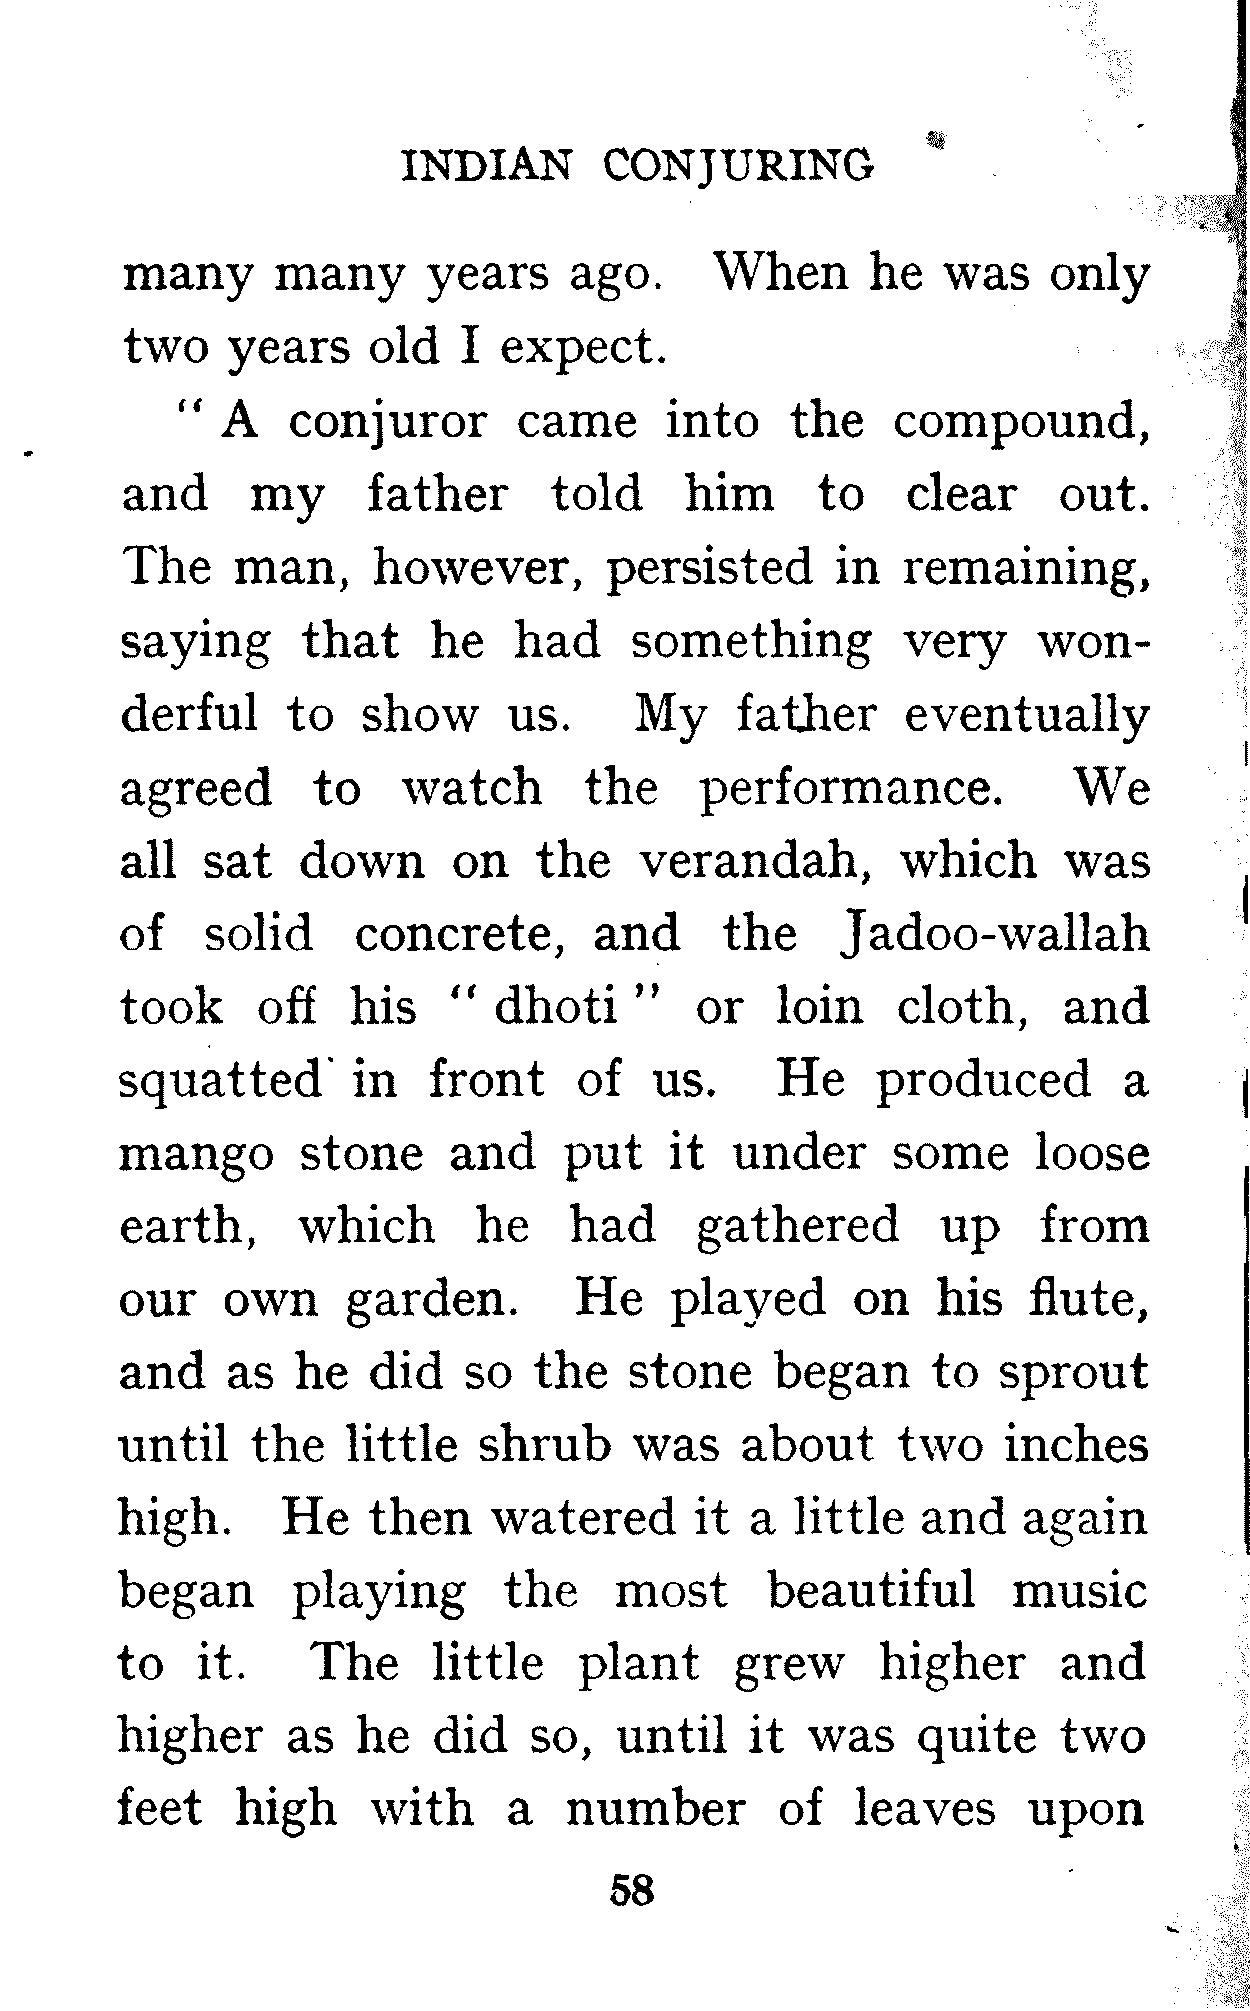 INDIAN CONJURING
many many years ago. When he was only
two years old I expect.
“ A conjuror came into the compound,
and my father told him to clear out.
The man, however, persisted in remaining,
saying that he had something very won-
derful to show us. My father eventually
agreed to watch the performance. We
all sat down on the verandah, which was
of solid concrete, and the Jadoo-wallah
took off his “ dhoti ” or loin cloth, and
squatted in front of us. He produced a
mango stone and put it under some loose
earth, which he had gathered up from
our own garden. He played on his flute,
and as he did so the stone began to sprout
until the little shrub was about two inches
high. He then watered it a little and again
began playing the most beautiful music
to it. The little plant grew higher and
higher as he did so, until it was quite two
feet high with a number of leaves upon
58